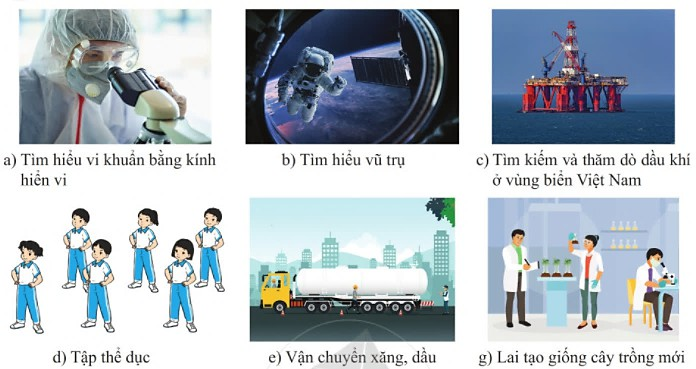 a) Tìm hiểu vi khuẩn bằng kính
hiển vi
b) Tìm hiểu vũ trụ
c) Tìm kiếm và thăm dò dầu khí
ở vùng biển Việt Nam
d) Tập thể dục
e) Vận chuyển xăng, dầu
g) Lai tạo giống cây trồng mới